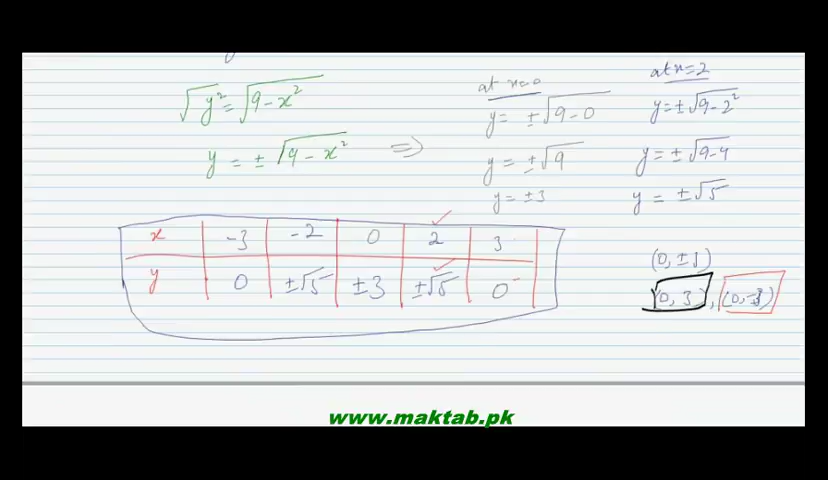 √y² = √9 - x²
y = ± √9 - x² ⇒
at x=0
y = ± √9 - 0
y = ± √9
y = ± 3
at x=2
y = ± √9 - 2²
y = ± √9 - 4
y = ± √5
x -3 -2 0 2 3
y 0 ±√5 ±3 ±√5 0
(0, ±3)
(0, 3), (0, -3)
www.maktab.pk